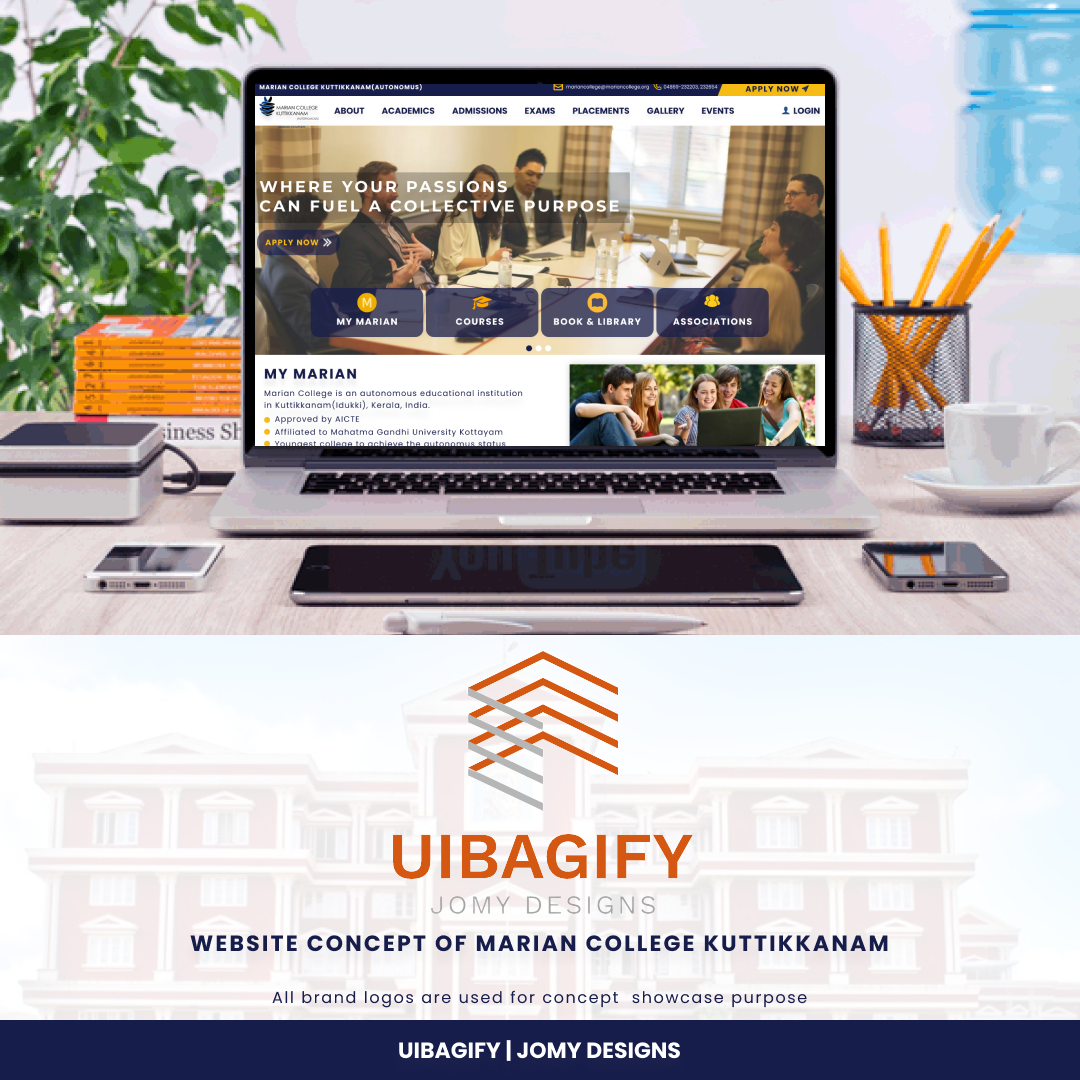 MARIAN COLLEGE KUTTIKKANAM(AUTONOMUS)
mariancollege@mariancollege.org
04869-232203, 232654
APPLY NOW
MARIAN COLLEGE
KUTTIKKANAM
ABOUT ACADEMICS ADMISSIONS EXAMS PLACEMENTS GALLERY EVENTS LOGIN
WHERE YOUR PASSIONS
CAN FUEL A COLLECTIVE PURPOSE
APPLY NOW
M
MY MARIAN COURSES BOOK & LIBRARY ASSOCIATIONS
MY MARIAN
Marian College is an autonomous educational institution
in Kuttikkanam(Idukki), Kerala, India.
Approved by AICTE
Affiliated to Mahatma Gandhi University Kottayam
Youngest college to achieve the autonomus status
UIBAGIFY
JOMY DESIGNS
WEBSITE CONCEPT OF MARIAN COLLEGE KUTTIKKANAM
All brand logos are used for concept showcase purpose
UIBAGIFY | JOMY DESIGNS